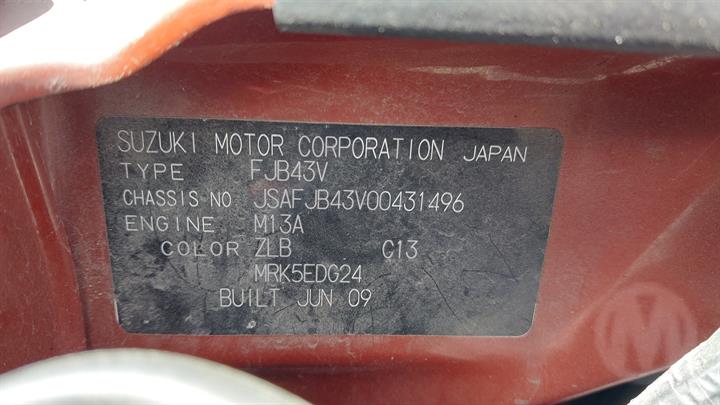 SUZUKI MOTOR CORPORATION JAPAN
TYPE FJB43V
CHASSIS NO JSAFJB43V00431496
ENGINE M13A
COLOR ZLB C13
MRK5EDG24
BUILT JUN 09
M